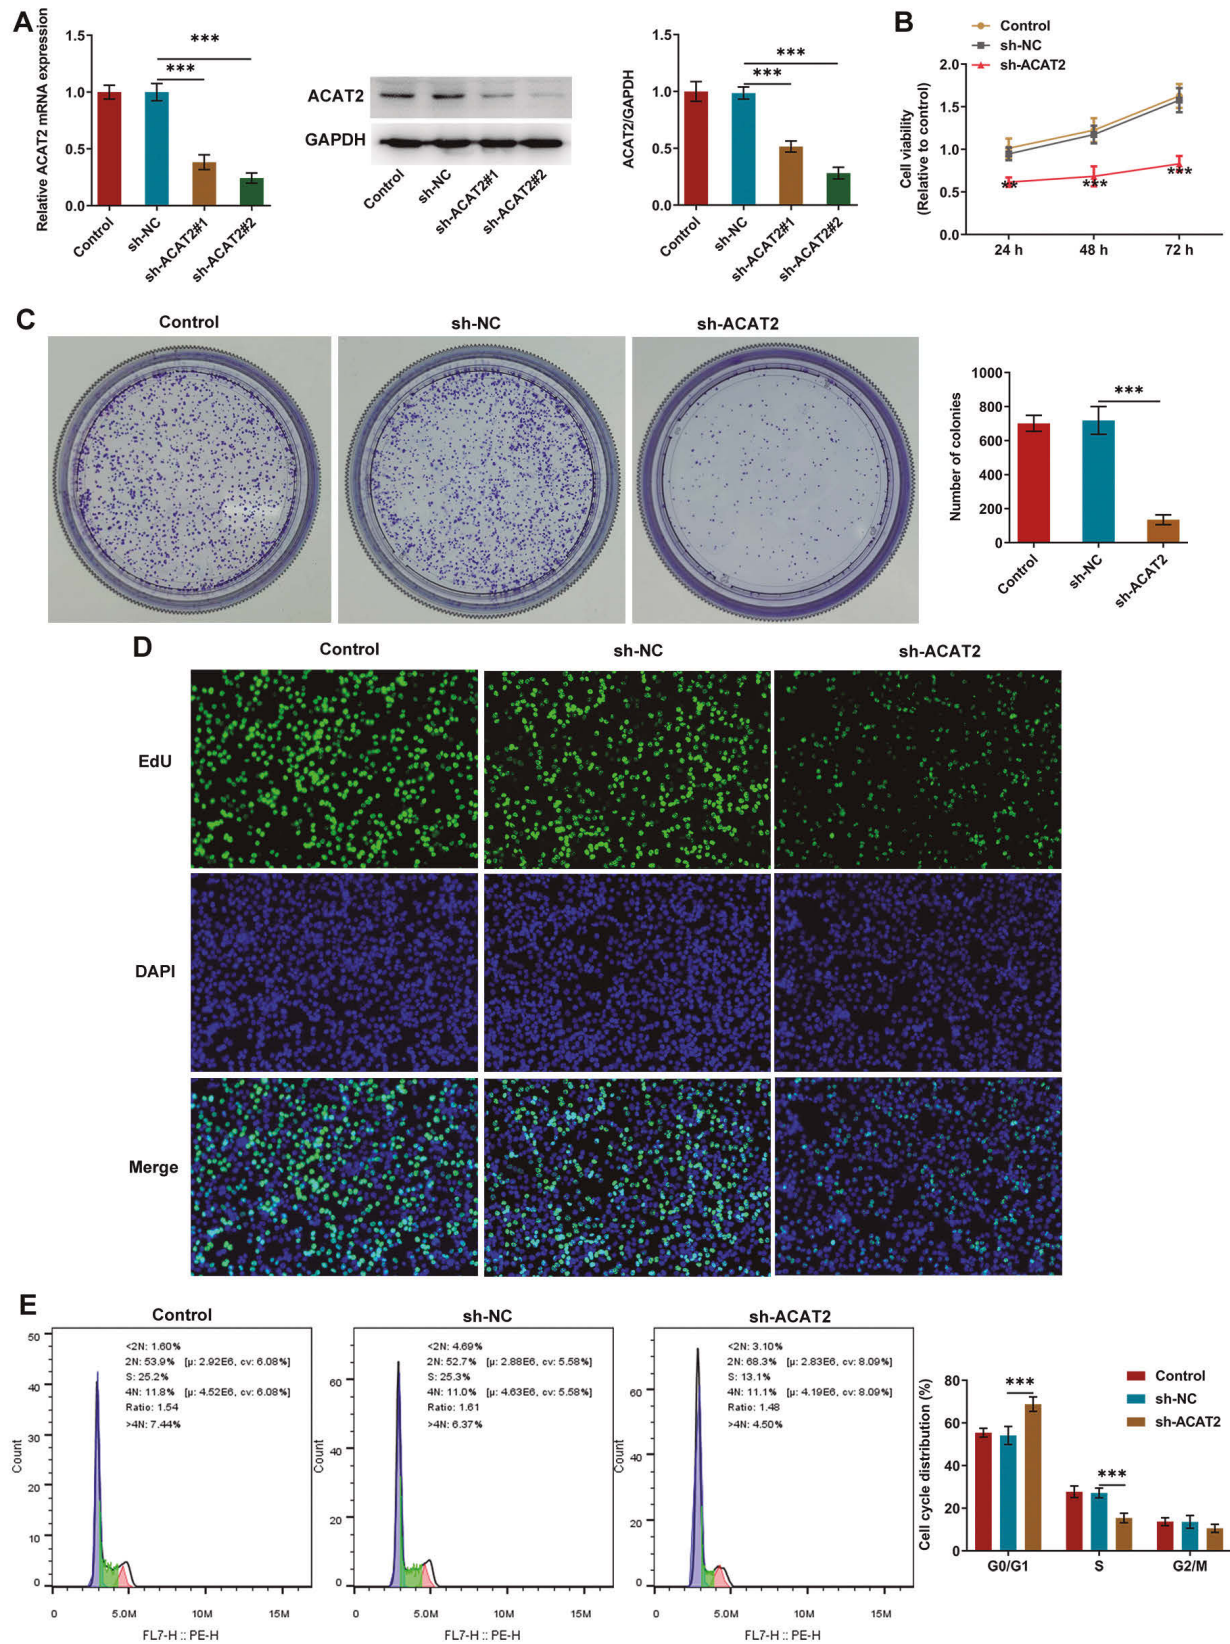 A
Relative ACAT2 mRNA expression
1.5
1.0
0.5
0.0
***
***
Control
sh-NC
sh-ACAT2#1
sh-ACAT2#2
ACAT2
GAPDH
Control
sh-NC
sh-ACAT2#1
sh-ACAT2#2
ACAT2/GAPDH
1.5
1.0
0.5
0.0
***
***
Control
sh-NC
sh-ACAT2#1
sh-ACAT2#2
B
Control
sh-NC
sh-ACAT2
Cell viability
(Relative to control)
2.0
1.5
1.0
0.5
0.0
**
***
***
24 h
48 h
72 h
C
Control
sh-NC
sh-ACAT2
Number of colonies
1000
800
600
400
200
0
***
Control
sh-NC
sh-ACAT2
D
Control
sh-NC
sh-ACAT2
EdU
DAPI
Merge
E
Control
Count
50
40
30
20
10
0
<2N: 1.60%
2N: 53.9% [µ: 2.92E6, cv: 6.08%]
S: 25.2%
4N: 11.8% [µ: 4.52E6, cv: 6.08%]
Ratio: 1.54
>4N: 7.44%
0
5.0M
10M
15M
FL7-H :: PE-H
sh-NC
Count
60
40
20
0
<2N: 4.69%
2N: 52.7% [µ: 2.88E6, cv: 5.58%]
S: 25.3%
4N: 11.0% [µ: 4.63E6, cv: 5.58%]
Ratio: 1.61
>4N: 6.37%
0
5.0M
10M
15M
FL7-H :: PE-H
sh-ACAT2
Count
60
40
20
0
<2N: 3.10%
2N: 68.3% [µ: 2.83E6, cv: 8.09%]
S: 13.1%
4N: 11.1% [µ: 4.19E6, cv: 8.09%]
Ratio: 1.48
>4N: 4.50%
0
5.0M
10M
15M
FL7-H :: PE-H
Cell cycle distribution (%)
80
60
40
20
0
***
***
Control
sh-NC
sh-ACAT2
G0/G1
S
G2/M